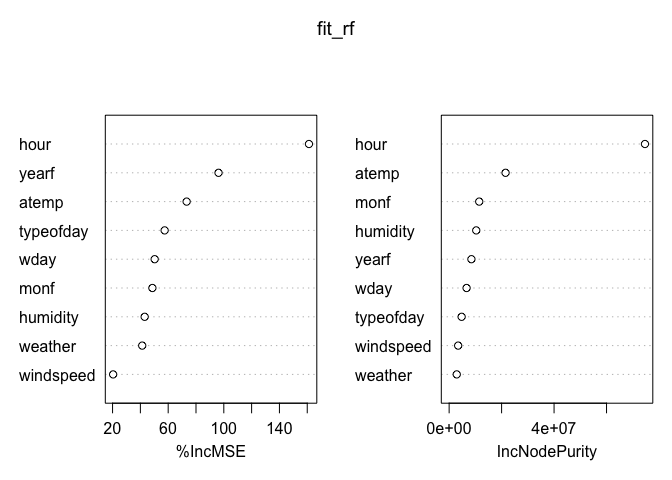 fit_rf
hour
yearf
atemp
typeofday
wday
monf
humidity
weather
windspeed
20 60 100 140
%IncMSE
hour
atemp
monf
humidity
yearf
wday
typeofday
windspeed
weather
0e+00 4e+07
IncNodePurity